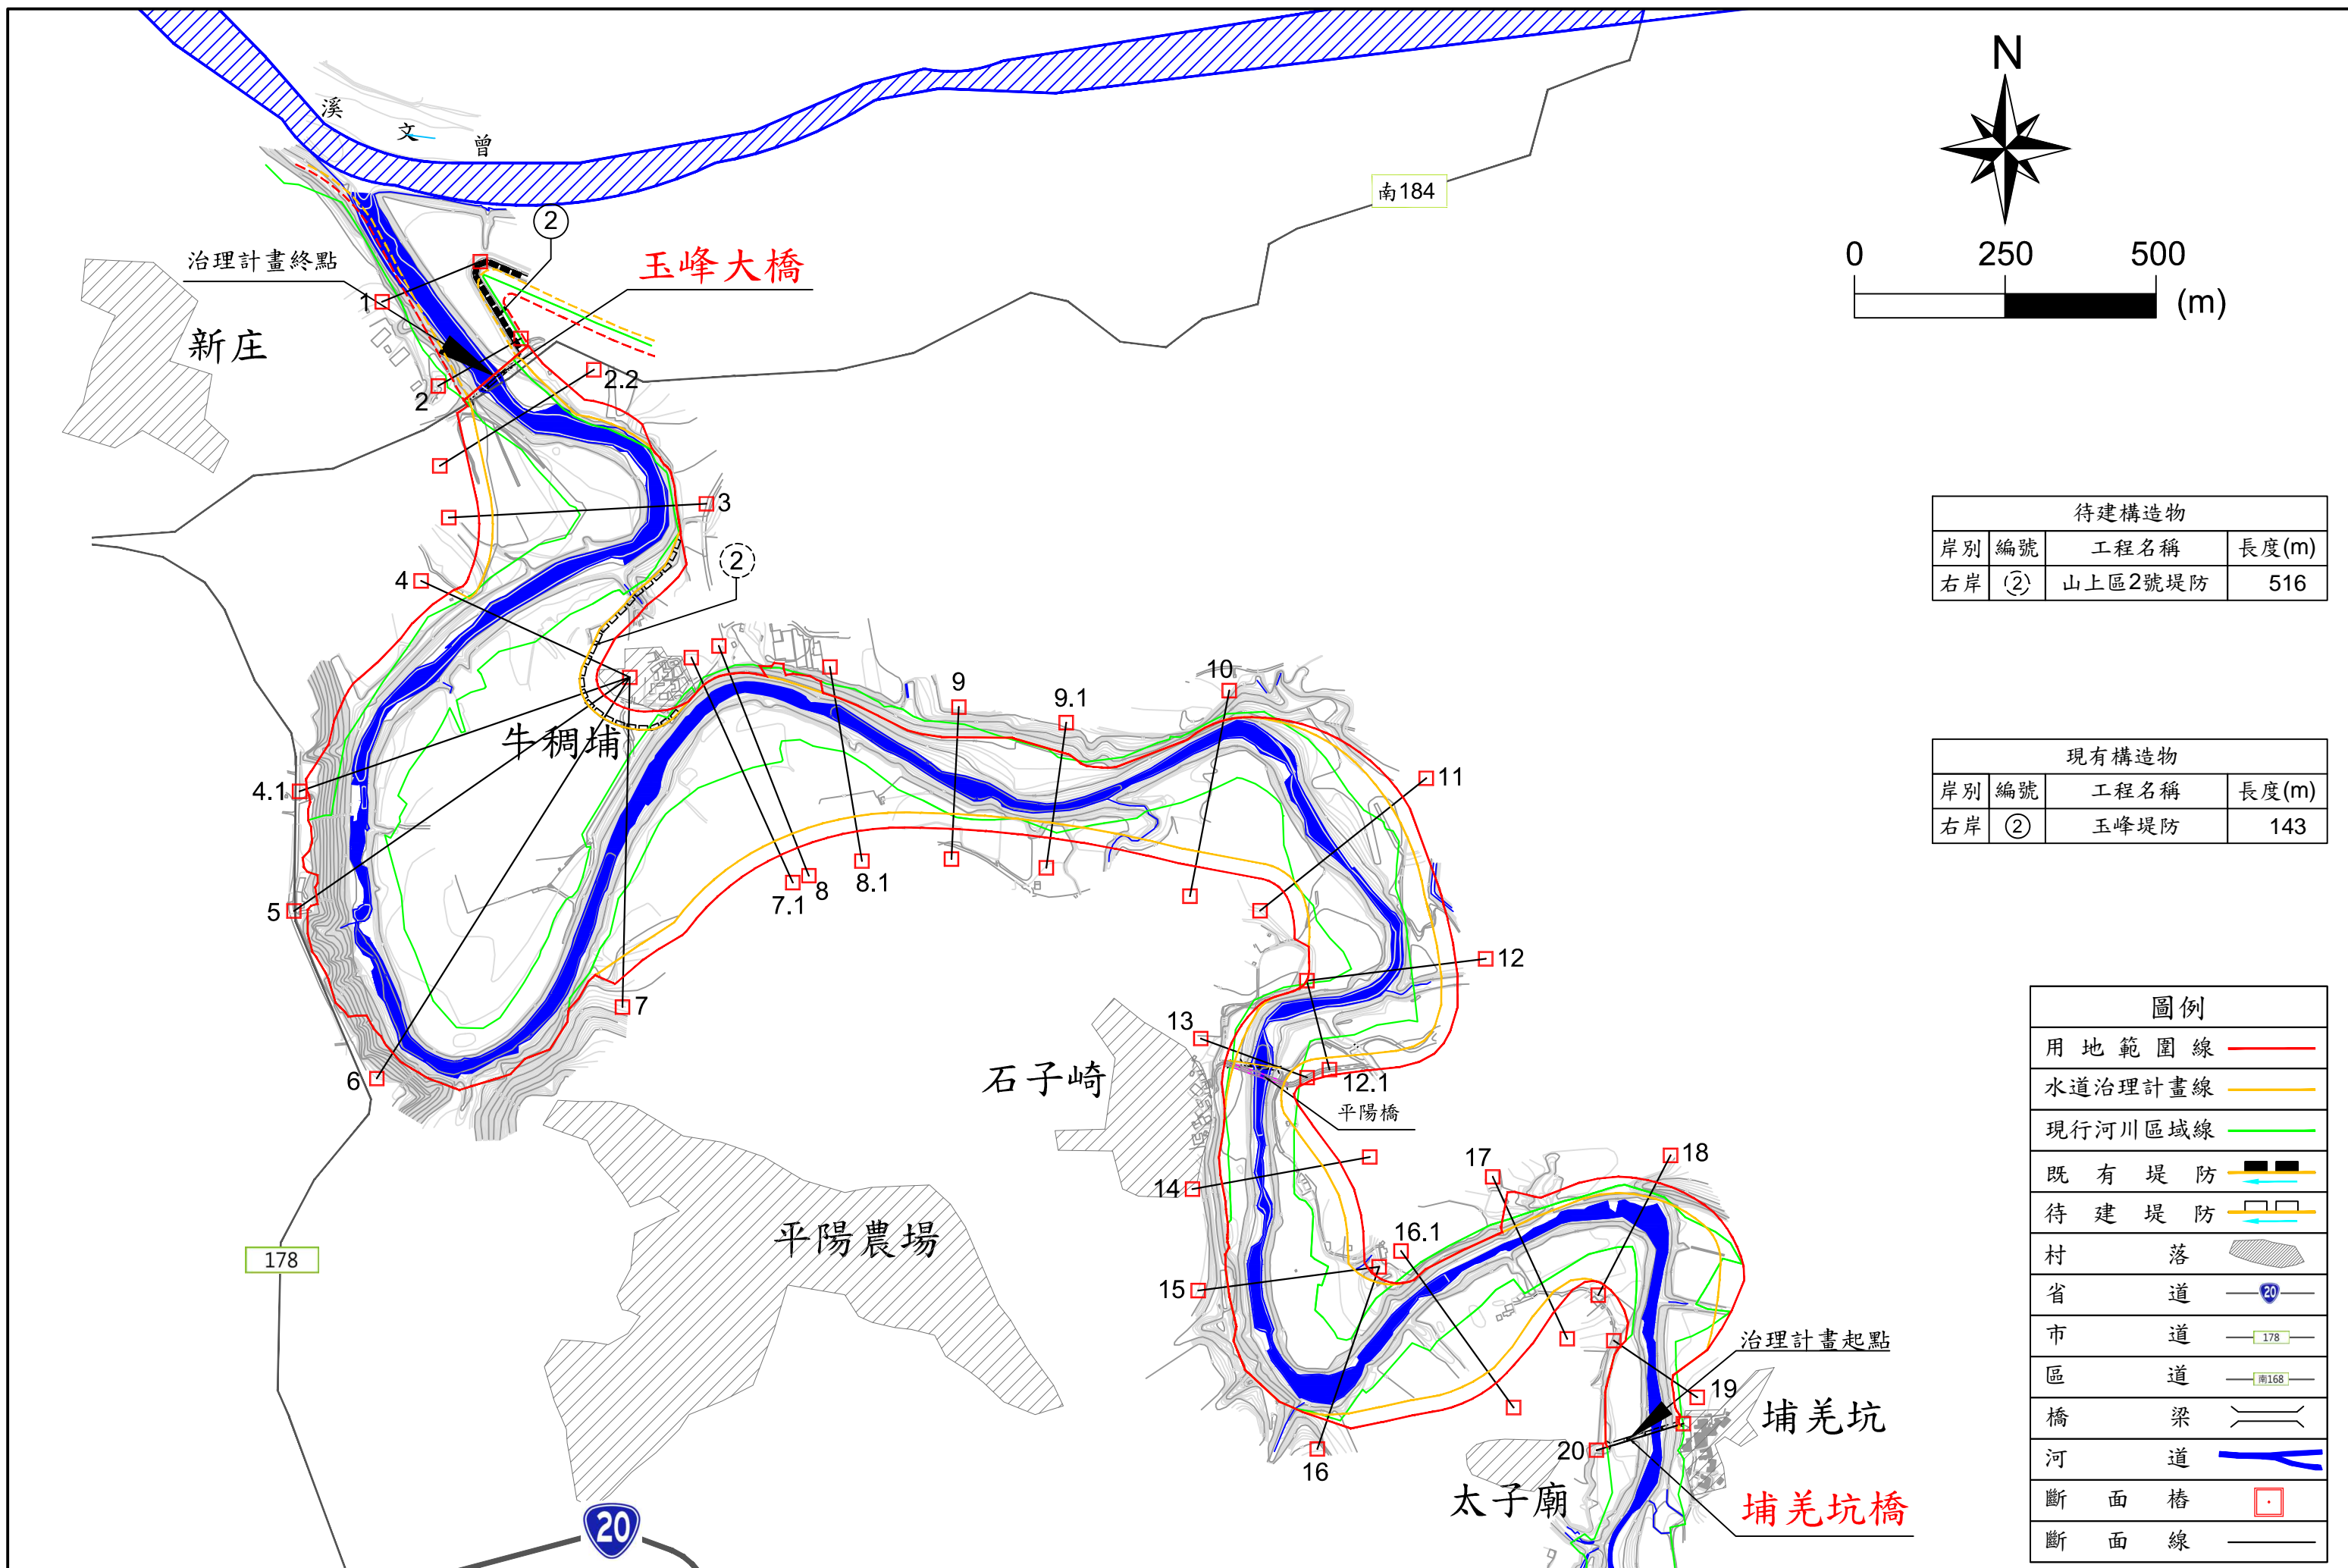 N
0 250 500
(m)
溪
文
曾
南184
②
治理計畫終點
玉峰大橋
1
新庄
2.2
2
3
②
4
10
9
9.1
牛稠埔
11
4.1
8
8.1
7.1
5
12
7
13
石子崎
12.1
6
平陽橋
17
18
14
16.1
平陽農場
178
15
治理計畫起點
19
埔羌坑
20
16
太子廟
埔羌坑橋
20
待建構造物
岸別 編號 工程名稱 長度(m)
右岸 ② 山上區2號堤防 516
現有構造物
岸別 編號 工程名稱 長度(m)
右岸 ② 玉峰堤防 143
圖例
用地範圍線
水道治理計畫線
現行河川區域線
既有堤防
待建堤防
村落
省道 20
市道 178
區道 南168
橋梁
河道
斷面樁
斷面線